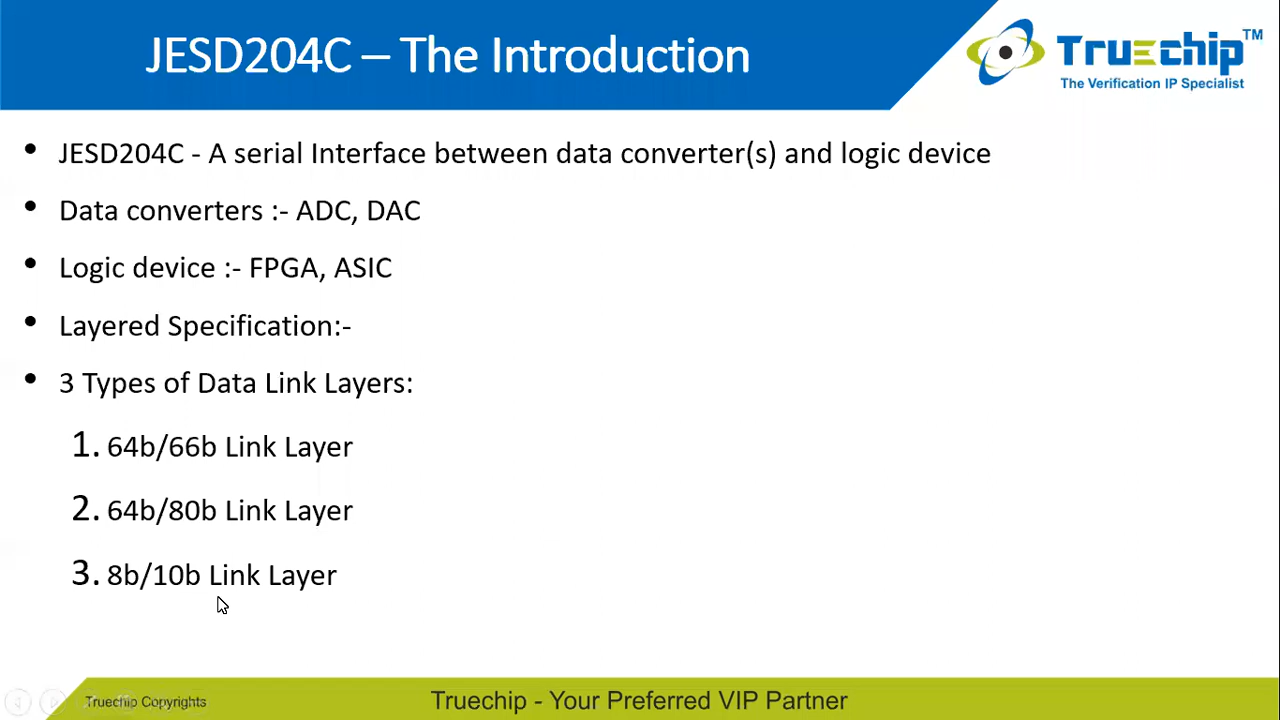 JESD204C – The Introduction
Truechip™
The Verification IP Specialist
• JESD204C - A serial Interface between data converter(s) and logic device
• Data converters :- ADC, DAC
• Logic device :- FPGA, ASIC
• Layered Specification:-
• 3 Types of Data Link Layers:
1. 64b/66b Link Layer
2. 64b/80b Link Layer
3. 8b/10b Link Layer
Truechip Copyrights
Truechip - Your Preferred VIP Partner